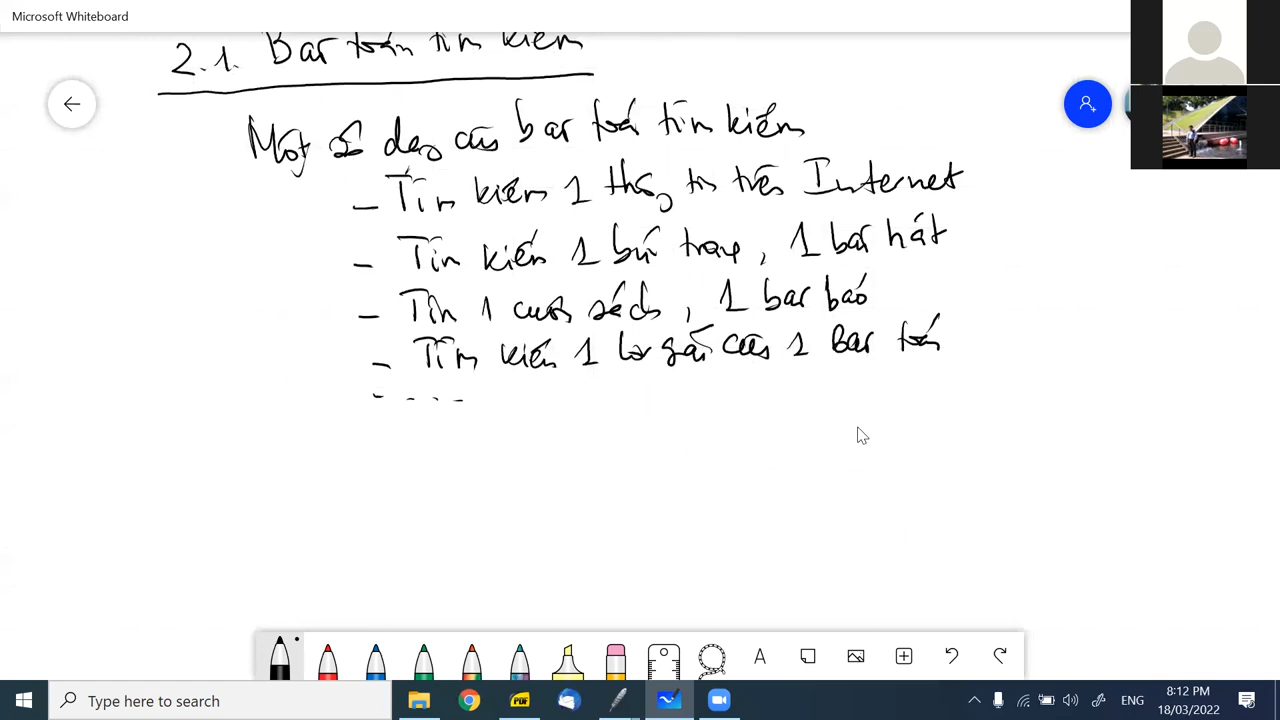 Microsoft Whiteboard
2.1. Bài toán tìm kiếm
Một số dạng của bài toán tìm kiếm
- Tìm kiếm 1 thông tin trên Internet
- Tìm kiếm 1 bức tranh, 1 bài hát
- Tìm 1 cuốn sách, 1 bài báo
- Tìm kiếm 1 lời giải của 1 Bài toán
- ....
Type here to search
PDF
ENG
8:12 PM
18/03/2022